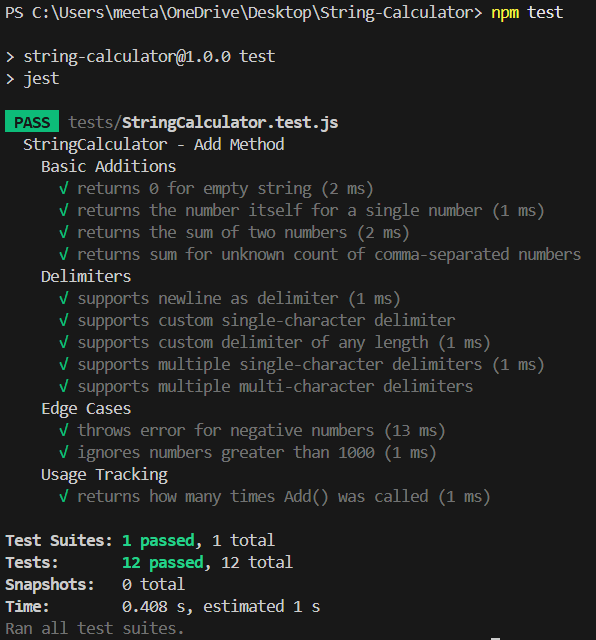 PS C:\Users\meeta\OneDrive\Desktop\String-Calculator> npm test
> string-calculator@1.0.0 test
> jest
PASS tests/StringCalculator.test.js
StringCalculator - Add Method
Basic Additions
√ returns 0 for empty string (2 ms)
√ returns the number itself for a single number (1 ms)
√ returns the sum of two numbers (2 ms)
√ returns sum for unknown count of comma-separated numbers
Delimiters
√ supports newline as delimiter (1 ms)
√ supports custom single-character delimiter
√ supports custom delimiter of any length (1 ms)
√ supports multiple single-character delimiters (1 ms)
√ supports multiple multi-character delimiters
Edge Cases
√ throws error for negative numbers (13 ms)
√ ignores numbers greater than 1000 (1 ms)
Usage Tracking
√ returns how many times Add() was called (1 ms)
Test Suites: 1 passed, 1 total
Tests: 12 passed, 12 total
Snapshots: 0 total
Time: 0.408 s, estimated 1 s
Ran all test suites.